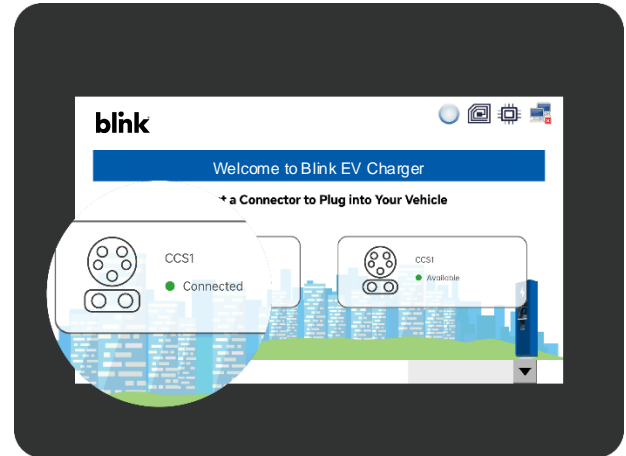 blink
Welcome to Blink EV Charger
t a Connector to Plug into Your Vehicle
CCS1
Connected
CCS1
Available